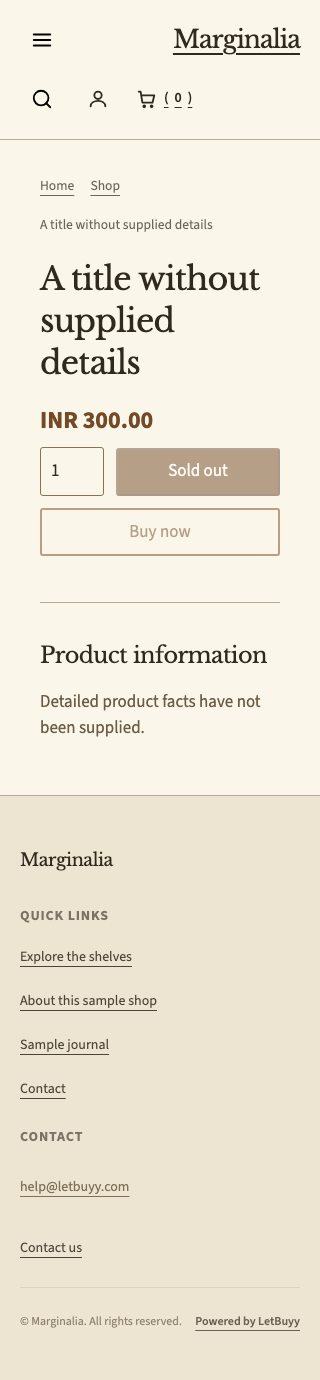 Marginalia
( 0 )
Home Shop
A title without supplied details
A title without
supplied
details
INR 300.00
1 Sold out
Buy now
Product information
Detailed product facts have not
been supplied.
Marginalia
QUICK LINKS
Explore the shelves
About this sample shop
Sample journal
Contact
CONTACT
help@letbuyy.com
Contact us
© Marginalia. All rights reserved. Powered by LetBuyy